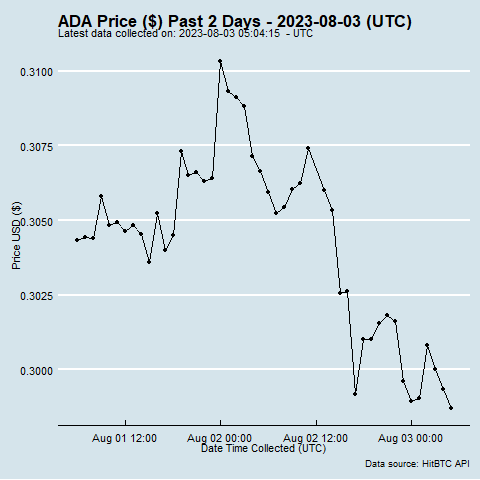 ADA Price ($) Past 2 Days - 2023-08-03 (UTC)
Latest data collected on: 2023-08-03 05:04:15 - UTC
0.3100
0.3075
0.3050
0.3025
0.3000
Price USD ($)
Aug 01 12:00
Aug 02 00:00
Aug 02 12:00
Aug 03 00:00
Date Time Collected (UTC)
Data source: HitBTC API